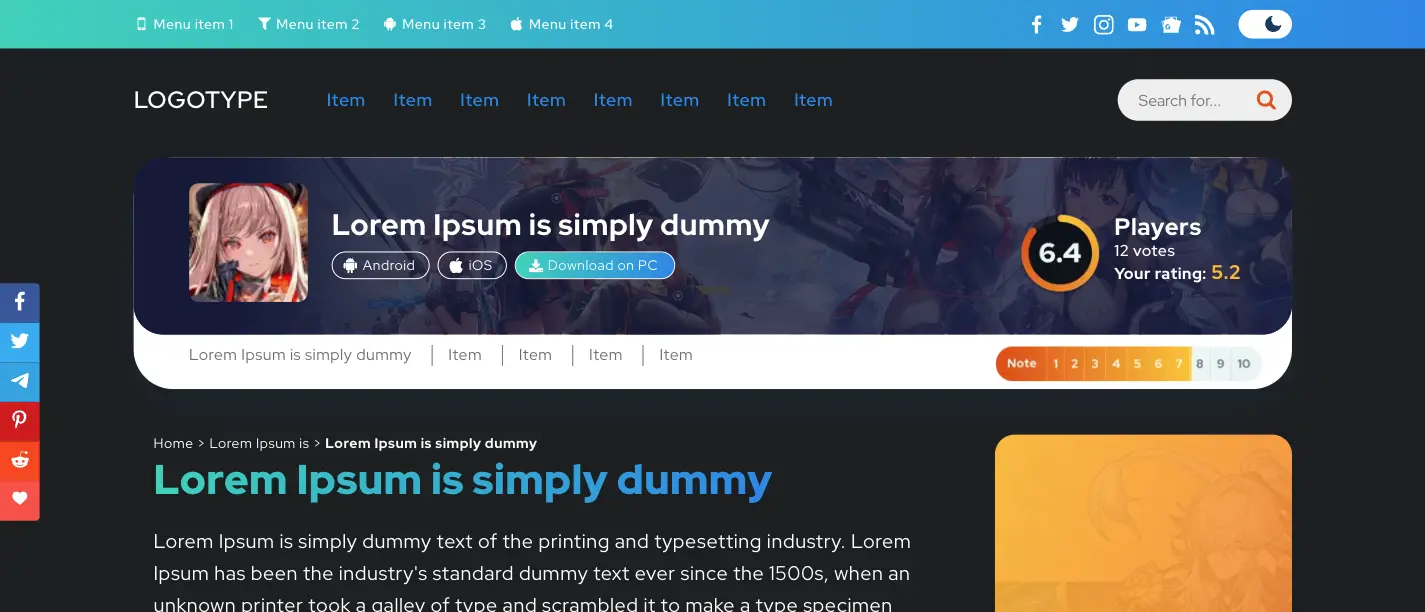 Menu item 1 Menu item 2 Menu item 3 Menu item 4
LOGOTYPE Item Item Item Item Item Item Item Item Search for...
Lorem Ipsum is simply dummy
Android iOS Download on PC
6.4
Players
12 votes
Your rating: 5.2
Lorem Ipsum is simply dummy Item Item Item Item
Note 1 2 3 4 5 6 7 8 9 10
Home > Lorem Ipsum is > Lorem Ipsum is simply dummy
Lorem Ipsum is simply dummy
Lorem Ipsum is simply dummy text of the printing and typesetting industry. Lorem
Ipsum has been the industry's standard dummy text ever since the 1500s, when an
unknown printer took a galley of type and scrambled it to make a type specimen